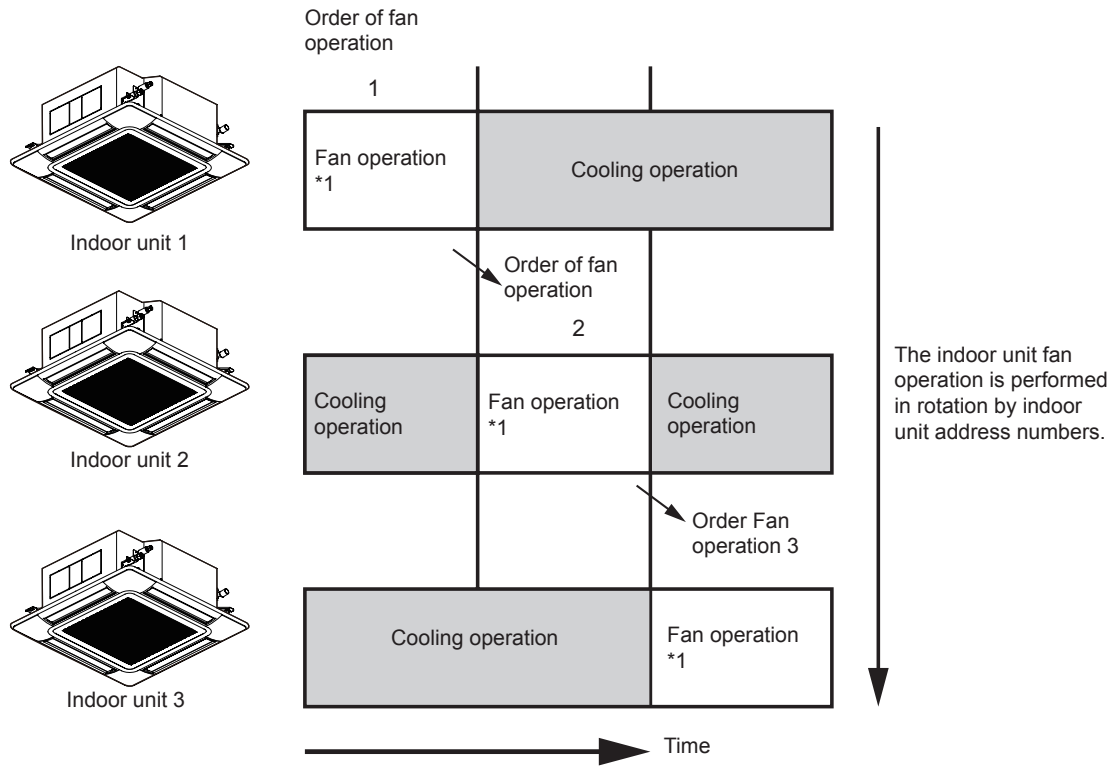 Order of fan
operation
1
Fan operation
*1
Cooling operation
Indoor unit 1
Order of fan
operation
2
Cooling
operation
Fan operation
*1
Cooling
operation
Indoor unit 2
The indoor unit fan
operation is performed
in rotation by indoor
unit address numbers.
Order Fan
operation 3
Cooling operation
Fan operation
*1
Indoor unit 3
Time